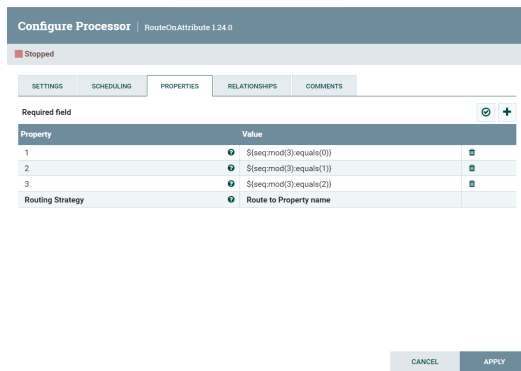 Configure Processor | RouteOnAttribute 1.24.0
Stopped
SETTINGS SCHEDULING PROPERTIES RELATIONSHIPS COMMENTS
Required field
Property Value
1 ${seq:mod(3):equals(0)}
2 ${seq:mod(3):equals(1)}
3 ${seq:mod(3):equals(2)}
Routing Strategy Route to Property name
CANCEL APPLY